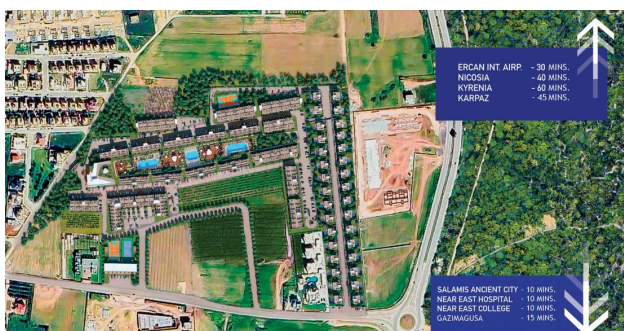 ERCAN INT. AIRP. - 30 MINS.
NICOSIA - 40 MINS.
KYRENIA - 60 MINS.
KARPAZ - 45 MINS.
SALAMIS ANCIENT CITY - 10 MINS.
NEAR EAST HOSPITAL - 10 MINS.
NEAR EAST COLLEGE - 10 MINS.
GAZIMAGUSA - 15 MINS.